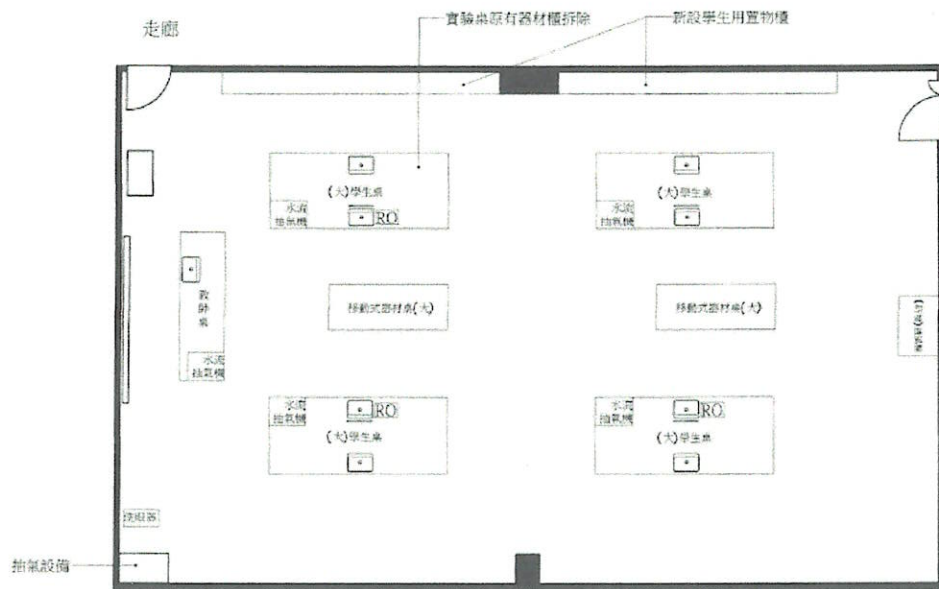 走廊
實驗桌原有器材櫃拆除
新設學生用置物櫃
(大)學生桌
水流
抽氣機
RO
(大)學生桌
水流
抽氣機
教師桌
水流
抽氣機
移動式器材桌(大)
移動式器材桌(大)
水流
抽氣機
RO
(大)學生桌
水流
抽氣機
RO
(大)學生桌
洗眼器
抽氣設備